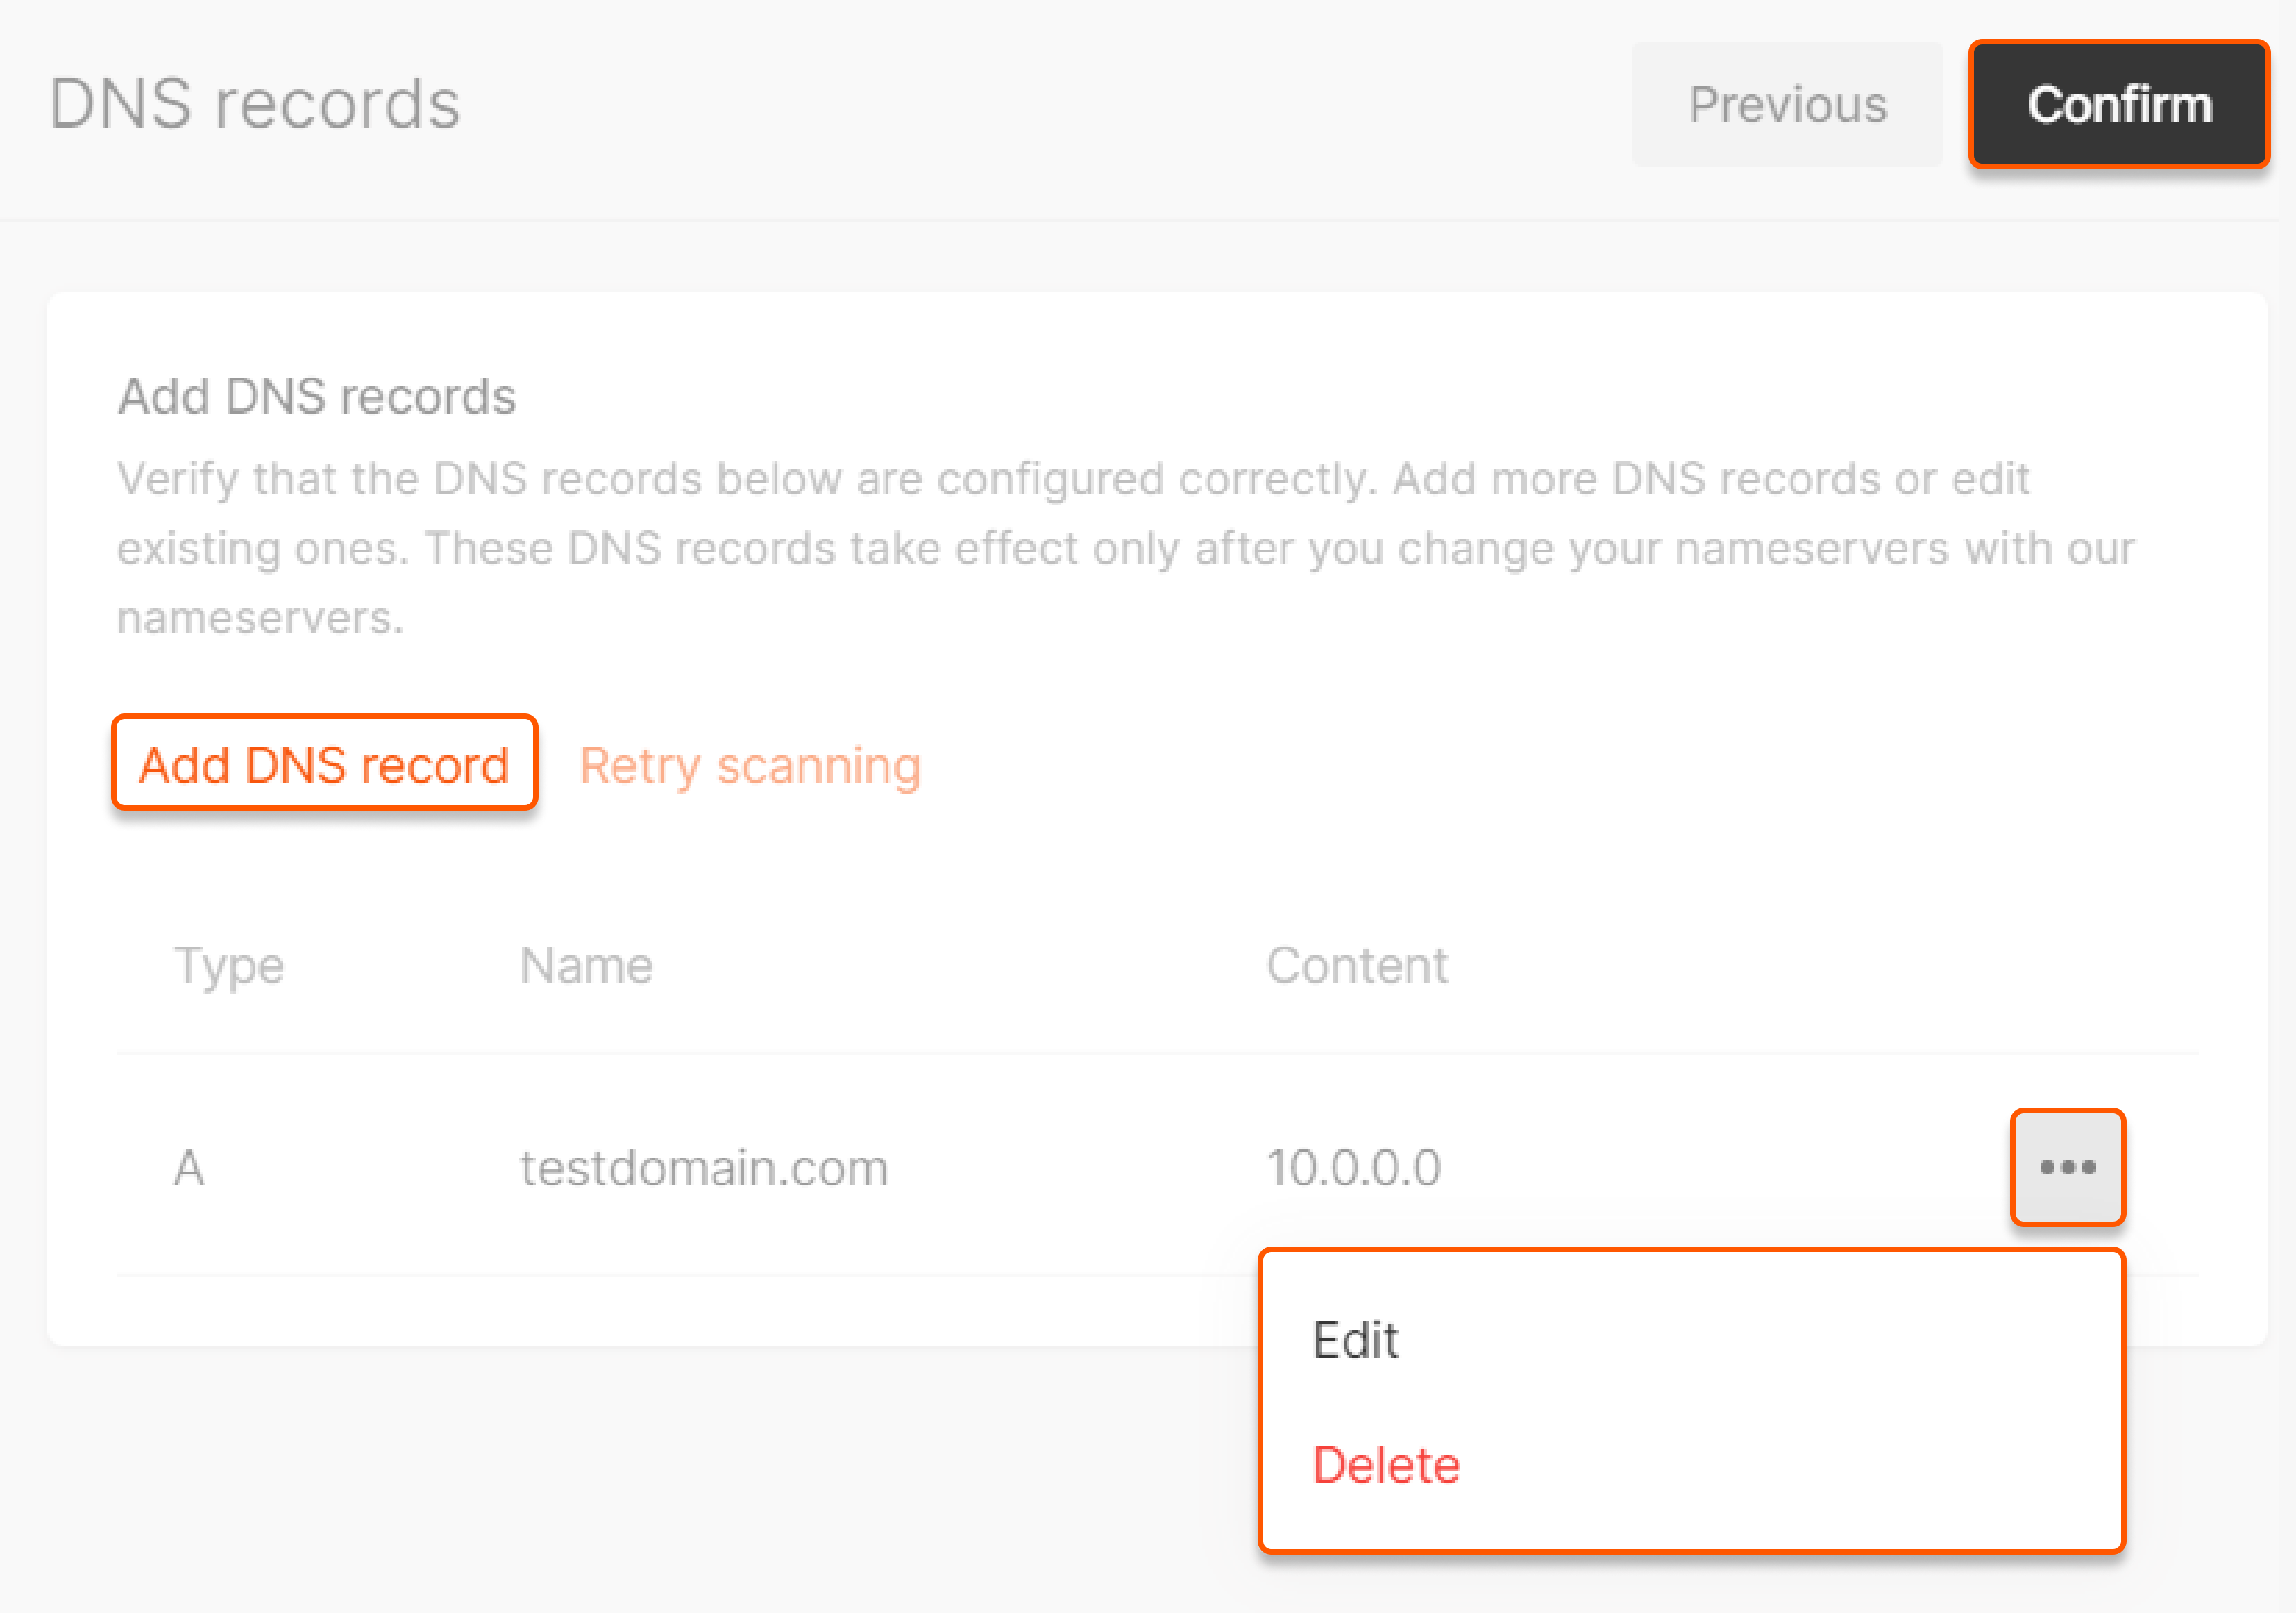 DNS records
Previous
Confirm
Add DNS records
Verify that the DNS records below are configured correctly. Add more DNS records or edit
existing ones. These DNS records take effect only after you change your nameservers with our
nameservers.
Add DNS record
Retry scanning
Type
Name
Content
A
testdomain.com
10.0.0.0
Edit
Delete